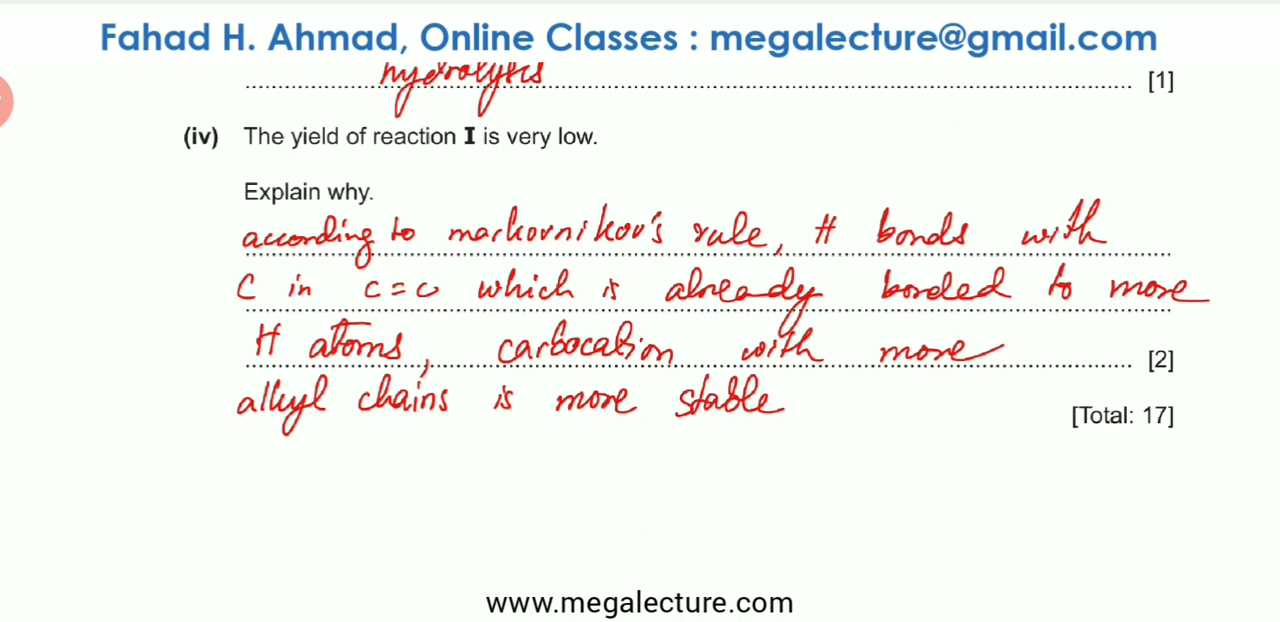 Fahad H. Ahmad, Online Classes : megalecture@gmail.com
hydrolysis [1]
(iv) The yield of reaction I is very low.
Explain why.
according to markovnikov's rule, H bonds with
C in c=c which is already bonded to more
H atoms, carbocation with more [2]
alkyl chains is more stable
[Total: 17]
www.megalecture.com